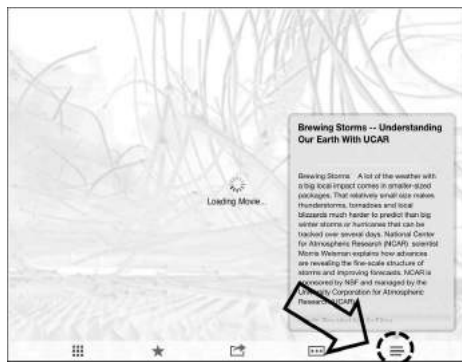 Brewing Storms -- Understanding
Our Earth With UCAR
Brewing Storms   A lot of the weather with
a big local impact comes in smaller-sized
packages. That relatively small size makes
thunderstorms, tornadoes and local
blizzards much harder to predict than big
winter storms or hurricanes that can be
tracked over several days. National Center
for Atmospheric Research (NCAR)  scientist
Morris Weisman explains how advances
are revealing the fine-scale structure of
storms and improving forecasts. NCAR is
sponsored by NSF and managed by the
University Corporation for Atmospheric
Research (UCAR)
Loading Movie...